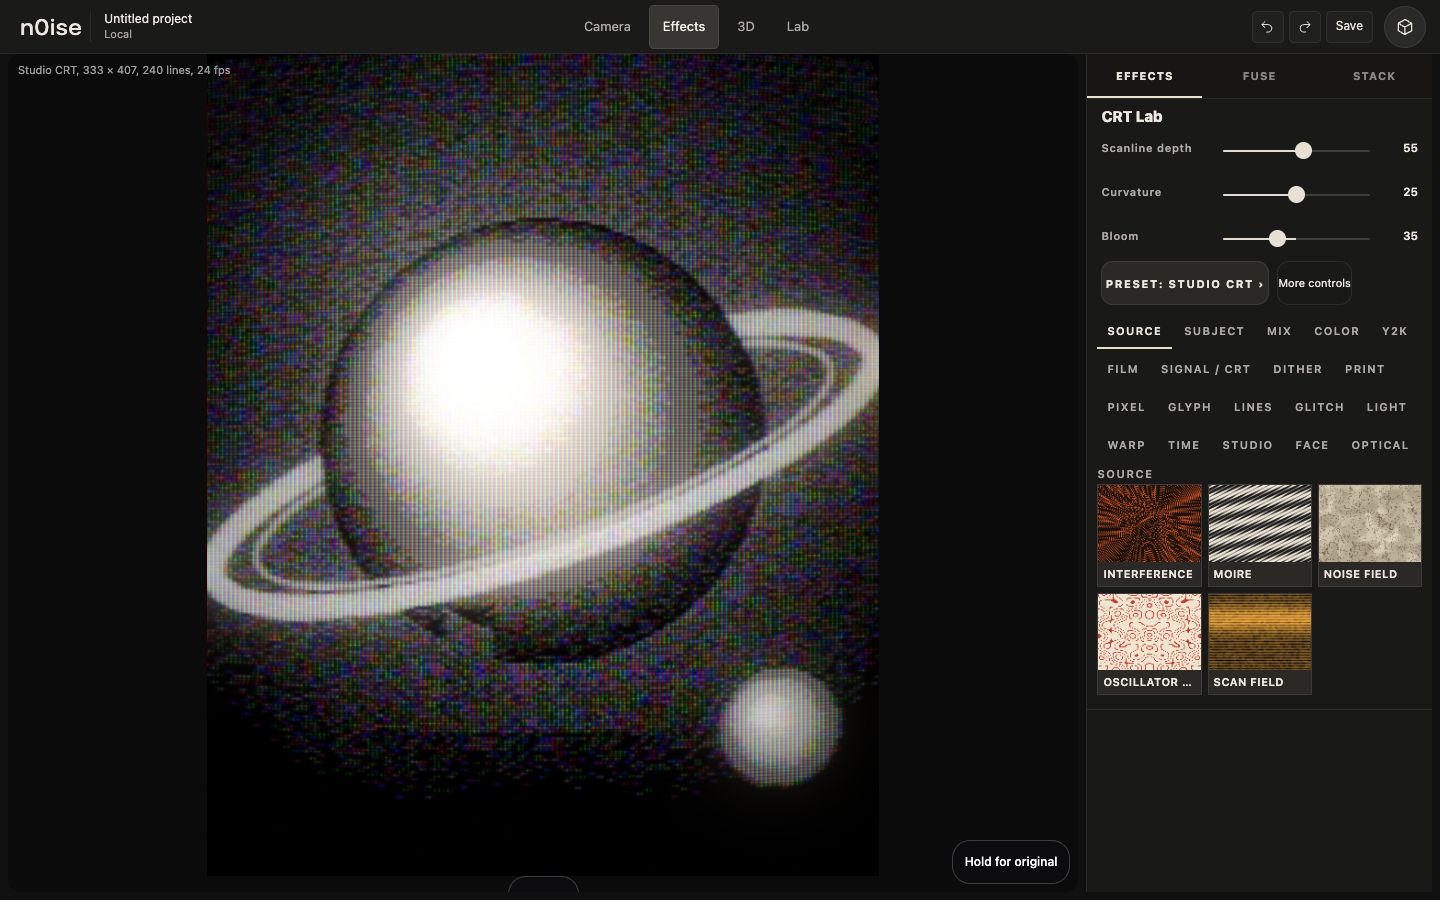 n0ise
Untitled project
Local
Camera
Effects
3D
Lab
Save
Studio CRT, 333 × 407, 240 lines, 24 fps
EFFECTS
FUSE
STACK
CRT Lab
Scanline depth 55
Curvature 25
Bloom 35
PRESET: STUDIO CRT ›
More controls
SOURCE SUBJECT MIX COLOR Y2K
FILM SIGNAL / CRT DITHER PRINT
PIXEL GLYPH LINES GLITCH LIGHT
WARP TIME STUDIO FACE OPTICAL
SOURCE
INTERFERENCE
MOIRE
NOISE FIELD
OSCILLATOR ...
SCAN FIELD
Hold for original